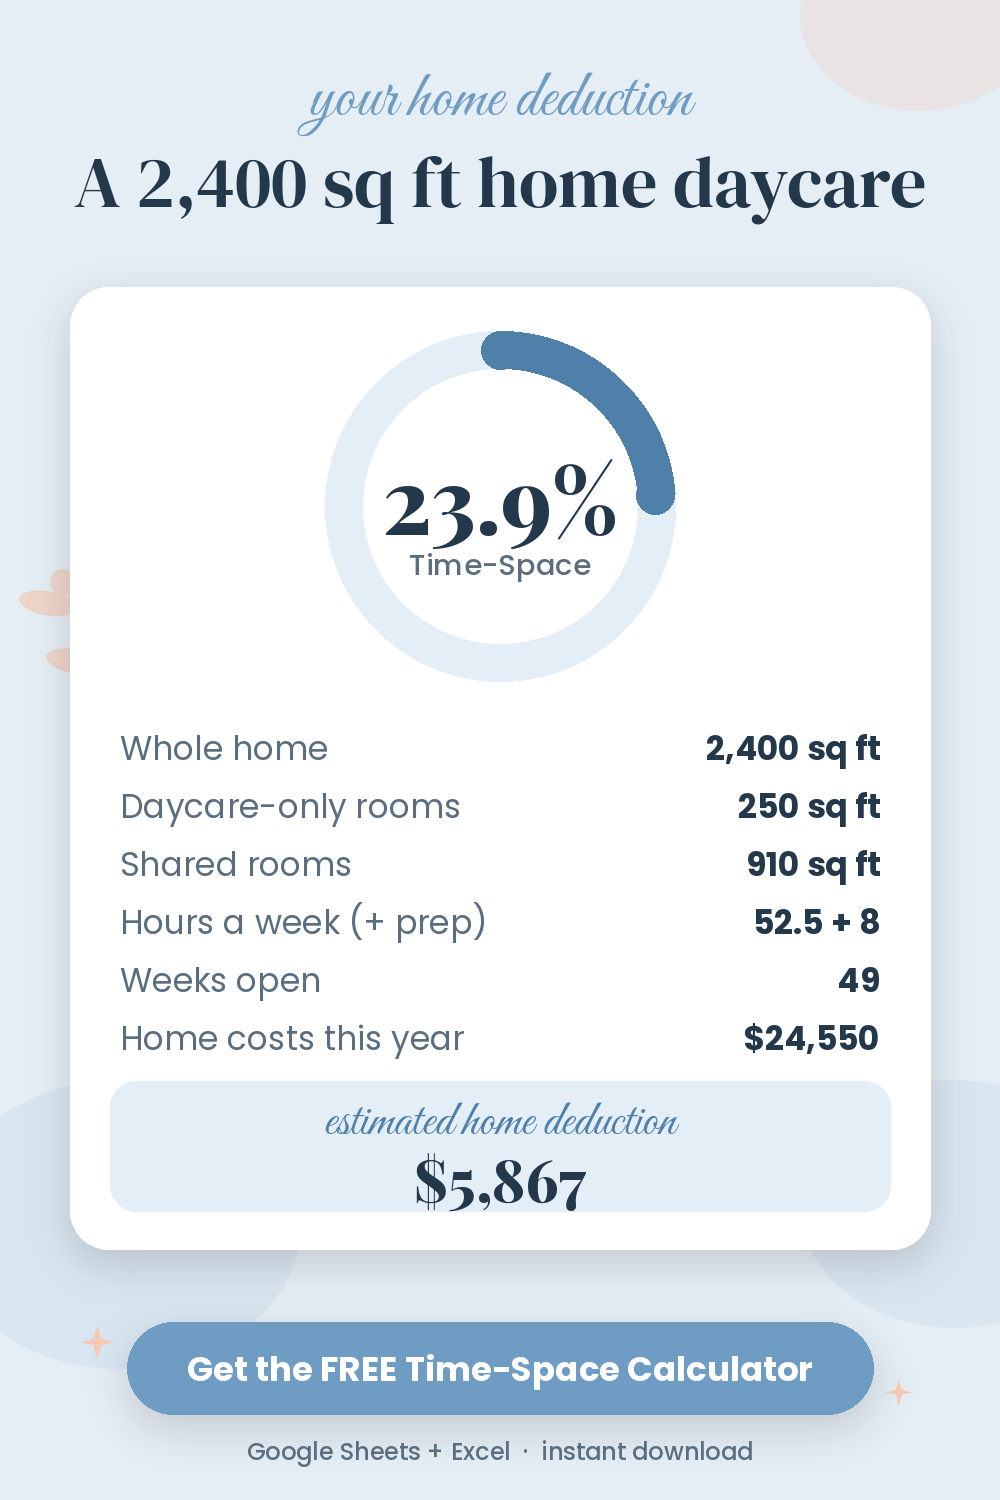 your home deduction
A 2,400 sq ft home daycare
23.9%
Time-Space
Whole home 2,400 sq ft
Daycare-only rooms 250 sq ft
Shared rooms 910 sq ft
Hours a week (+ prep) 52.5 + 8
Weeks open 49
Home costs this year $24,550
estimated home deduction
$5,867
Get the FREE Time-Space Calculator
Google Sheets + Excel · instant download